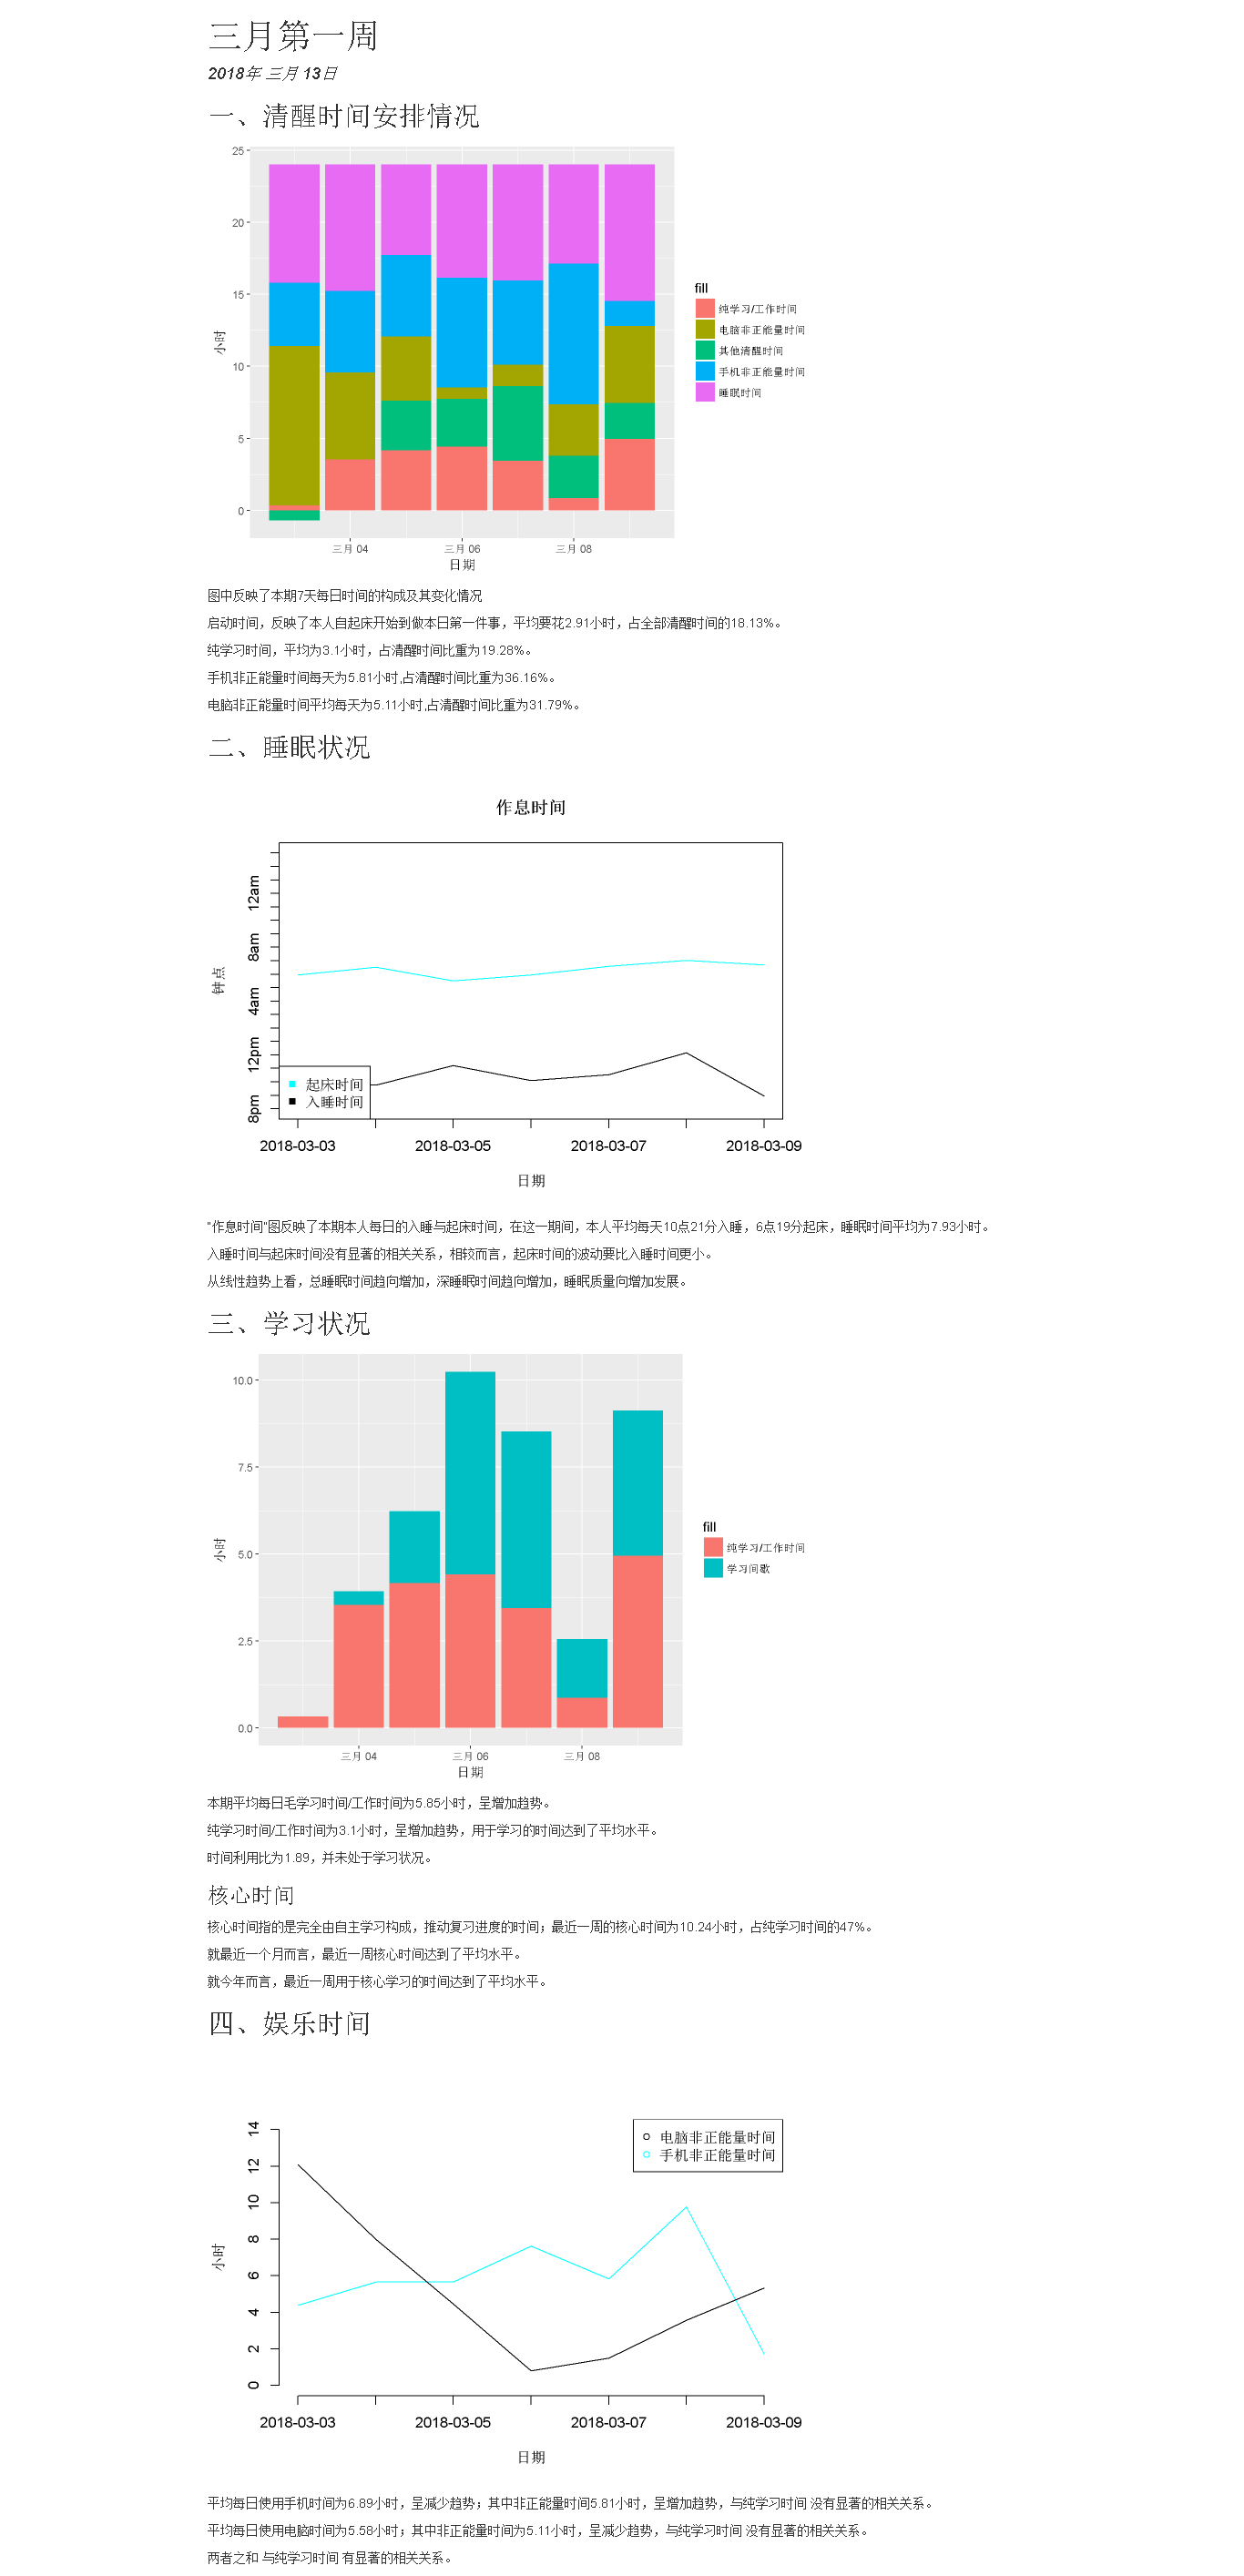 三月第一周
2018年 三月 13日
一、清醒时间安排情况
25
20
15
10
5
0
小时
三月 04
三月 06
三月 08
日期
fill
纯学习/工作时间
电脑非正能量时间
其他清醒时间
手机非正能量时间
睡眠时间
图中反映了本期7天每日时间的构成及其变化情况
启动时间，反映了本人自起床开始到做本日第一件事，平均要花2.91小时，占全部清醒时间的18.13%。
纯学习时间，平均为3.1小时，占清醒时间比重为19.28%。
手机非正能量时间每天为5.81小时,占清醒时间比重为36.16%。
电脑非正能量时间平均每天为5.11小时,占清醒时间比重为31.79%。
二、睡眠状况
作息时间
12am
8am
4am
12pm
8pm
钟点
起床时间
入睡时间
2018-03-03
2018-03-05
2018-03-07
2018-03-09
日期
"作息时间"图反映了本期本人每日的入睡与起床时间，在这一期间，本人平均每天10点21分入睡，6点19分起床，睡眠时间平均为7.93小时。
入睡时间与起床时间没有显著的相关关系，相较而言，起床时间的波动要比入睡时间更小。
从线性趋势上看，总睡眠时间趋向增加，深睡眠时间趋向增加，睡眠质量向增加发展。
三、学习状况
10.0
7.5
5.0
2.5
0.0
小时
三月 04
三月 06
三月 08
日期
fill
纯学习/工作时间
学习间歇
本期平均每日毛学习时间/工作时间为5.85小时，呈增加趋势。
纯学习时间/工作时间为3.1小时，呈增加趋势，用于学习的时间达到了平均水平。
时间利用比为1.89，并未处于学习状况。
核心时间
核心时间指的是完全由自主学习构成，推动复习进度的时间；最近一周的核心时间为10.24小时，占纯学习时间的47%。
就最近一个月而言，最近一周核心时间达到了平均水平。
就今年而言，最近一周用于核心学习的时间达到了平均水平。
四、娱乐时间
14
12
10
8
6
4
2
0
小时
电脑非正能量时间
手机非正能量时间
2018-03-03
2018-03-05
2018-03-07
2018-03-09
日期
平均每日使用手机时间为6.89小时，呈减少趋势；其中非正能量时间5.81小时，呈增加趋势，与纯学习时间 没有显著的相关关系。
平均每日使用电脑时间为5.58小时；其中非正能量时间为5.11小时，呈减少趋势，与纯学习时间 没有显著的相关关系。
两者之和 与纯学习时间 有显著的相关关系。